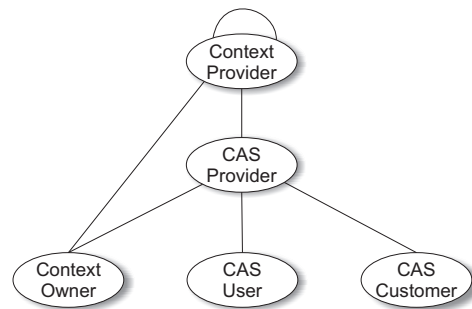 Context
Provider
CAS
Provider
Context
Owner
CAS
User
CAS
Customer